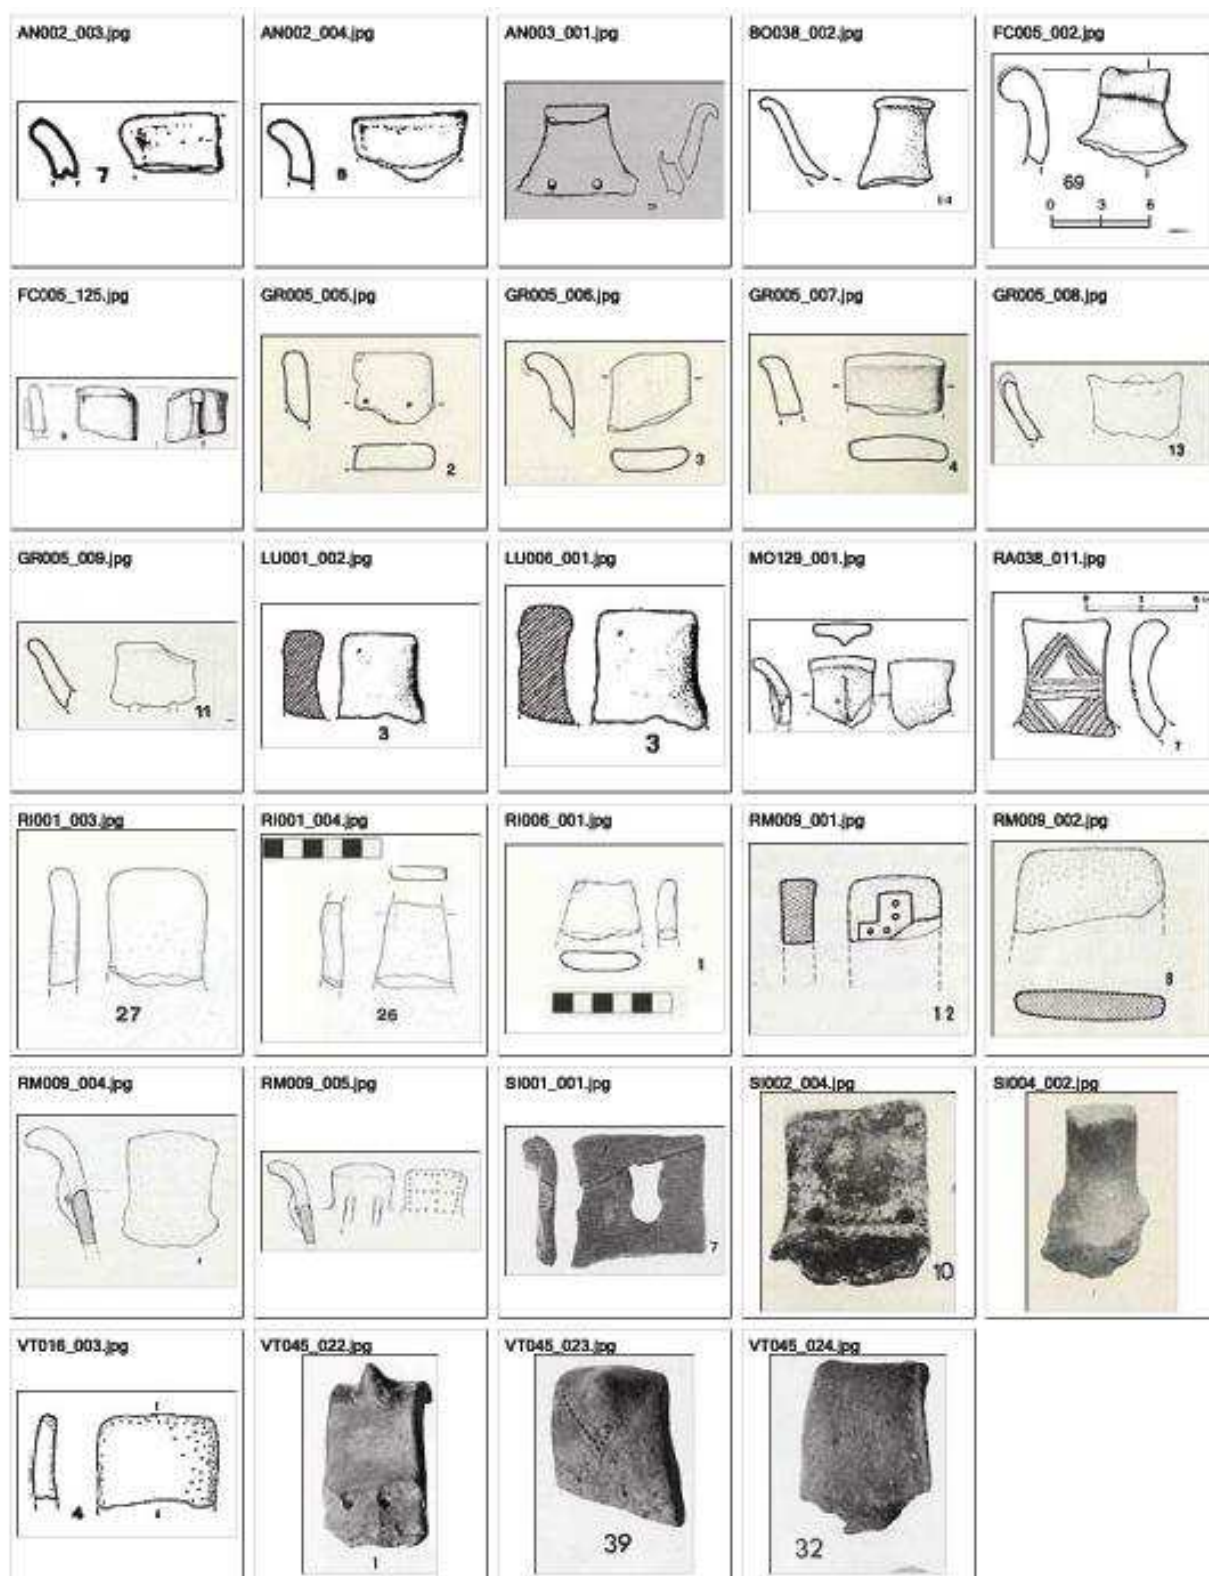 AN002_003.jpg AN002_004.jpg AN003_001.jpg BO038_002.jpg FC005_002.jpg
7 8 14 69
0 3 6
FC005_125.jpg GR005_005.jpg GR005_006.jpg GR005_007.jpg GR005_008.jpg
2 3 4 13
GR005_009.jpg LU001_002.jpg LU006_001.jpg MC129_001.jpg RA038_011.jpg
11 3 3 7
RI001_003.jpg RI001_004.jpg RI006_001.jpg RM009_001.jpg RM009_002.jpg
27 26 1 12 8
RM009_004.jpg RM009_005.jpg SI001_001.jpg SI002_004.jpg SI004_002.jpg
7 10
VT016_003.jpg VT045_022.jpg VT045_023.jpg VT045_024.jpg
4 1 39 32